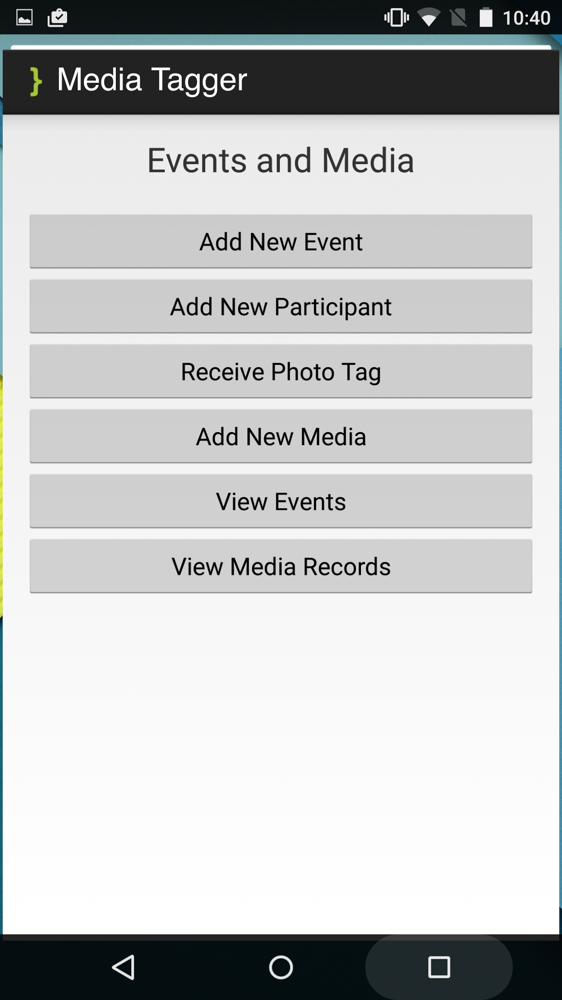 10:40
} Media Tagger
Events and Media
Add New Event
Add New Participant
Receive Photo Tag
Add New Media
View Events
View Media Records